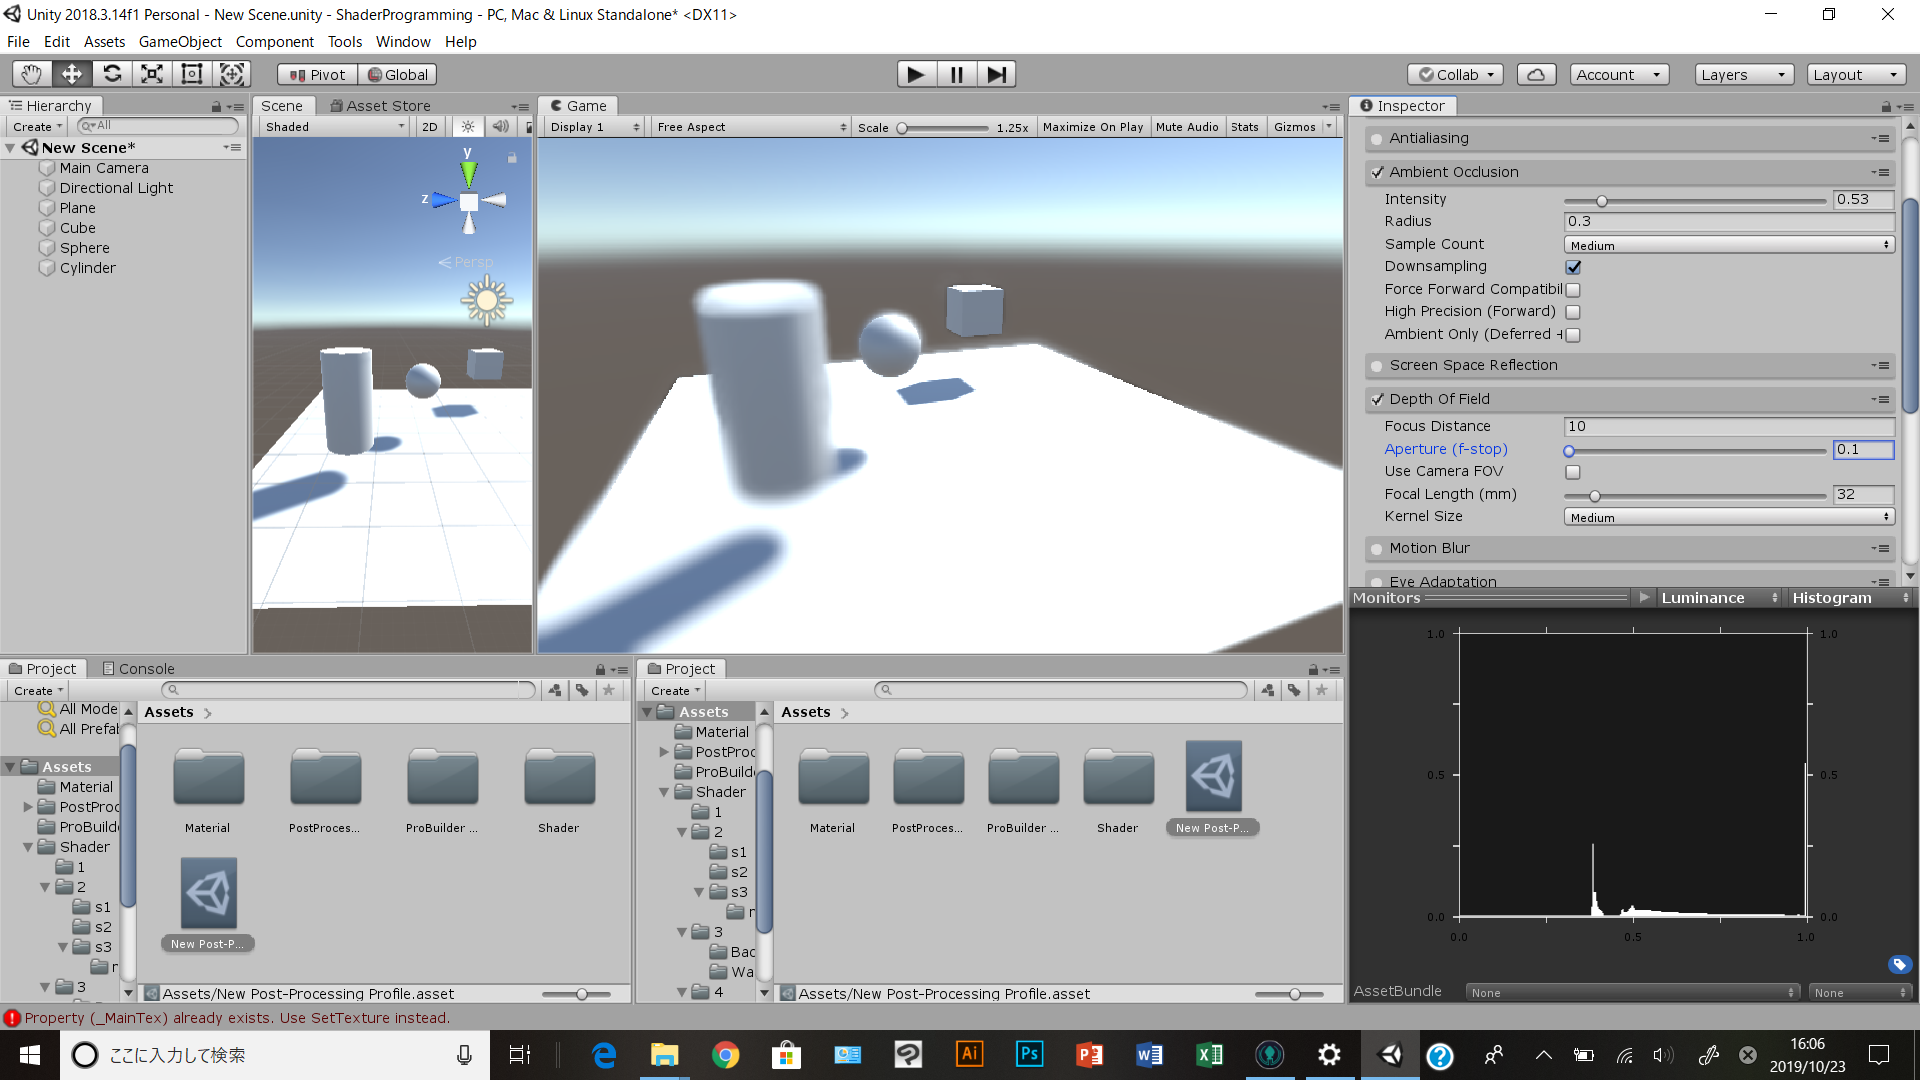 Unity 2018.3.14f1 Personal - New Scene.unity - ShaderProgramming - PC, Mac & Linux Standalone* <DX11>
File Edit Assets GameObject Component Tools Window Help
Pivot Global Collab Account Layers Layout
Hierarchy
Create All
New Scene*
Main Camera
Directional Light
Plane
Cube
Sphere
Cylinder
Scene Asset Store
Shaded 2D
y
z
Persp
Game
Display 1 Free Aspect Scale 1.25x Maximize On Play Mute Audio Stats Gizmos
Inspector
Antialiasing
Ambient Occlusion
Intensity 0.53
Radius 0.3
Sample Count Medium
Downsampling
Force Forward Compatibil
High Precision (Forward)
Ambient Only (Deferred +
Screen Space Reflection
Depth Of Field
Focus Distance 10
Aperture (f-stop) 0.1
Use Camera FOV
Focal Length (mm) 32
Kernel Size Medium
Motion Blur
Eye Adaptation
Monitors Luminance Histogram
1.0 1.0
0.5 0.5
0.0 0.0
0.0 0.5 1.0
AssetBundle None None
Project Console
Create
All Mode
All Prefab
Assets
Material
PostProc
ProBuilde
Shader
1
2
s1
s2
s3
r
3
Assets
Material PostProces... ProBuilder ... Shader
New Post-P...
Assets/New Post-Processing Profile.asset
Project
Create
Assets
Material
PostProc
ProBuilde
Shader
1
2
s1
s2
s3
r
3
Bac
Wa
4
Assets
Material PostProces... ProBuilder ... Shader New Post-P...
Assets/New Post-Processing Profile.asset
Property (_MainTex) already exists. Use SetTexture instead.
ここに入力して検索
Ai Ps
16:06
2019/10/23